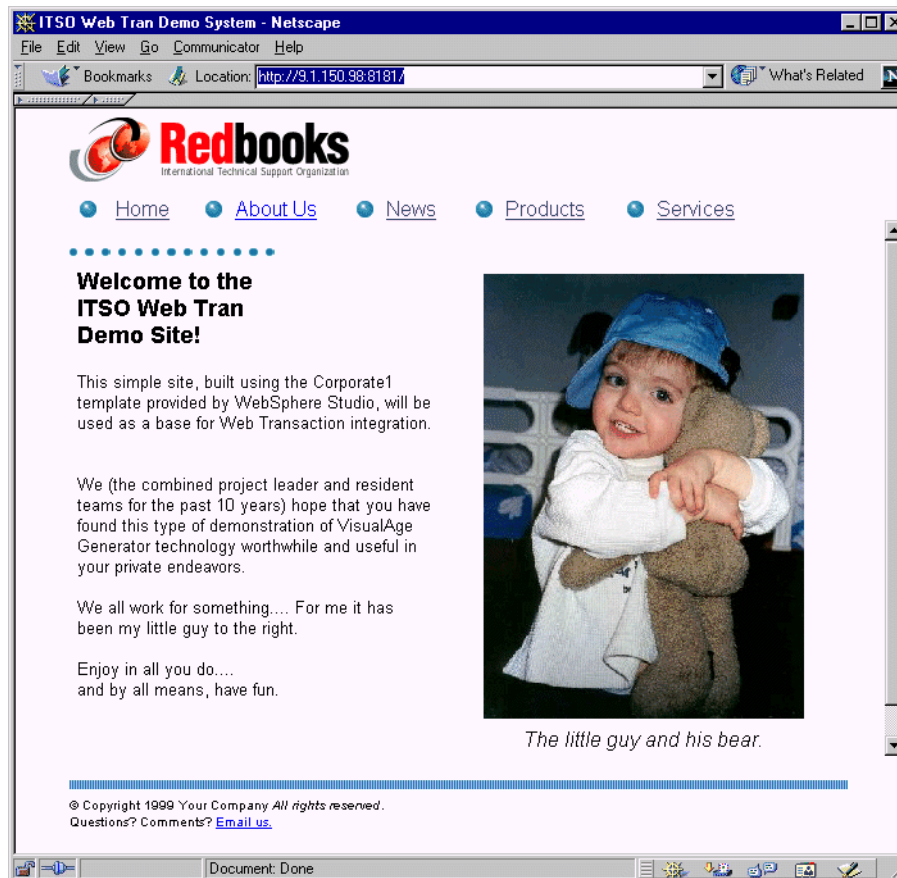 ITSO Web Tran Demo System - Netscape
File Edit View Go Communicator Help
Bookmarks Location: http://9.1.150.98:8181/ What's Related N
Redbooks
International Technical Support Organization
Home About Us News Products Services
Welcome to the
ITSO Web Tran
Demo Site!
This simple site, built using the Corporate1
template provided by WebSphere Studio, will be
used as a base for Web Transaction integration.
We (the combined project leader and resident
teams for the past 10 years) hope that you have
found this type of demonstration of VisualAge
Generator technology worthwhile and useful in
your private endeavors.
We all work for something.... For me it has
been my little guy to the right.
Enjoy in all you do....
and by all means, have fun.
The little guy and his bear.
© Copyright 1999 Your Company All rights reserved.
Questions? Comments? Email us.
Document: Done